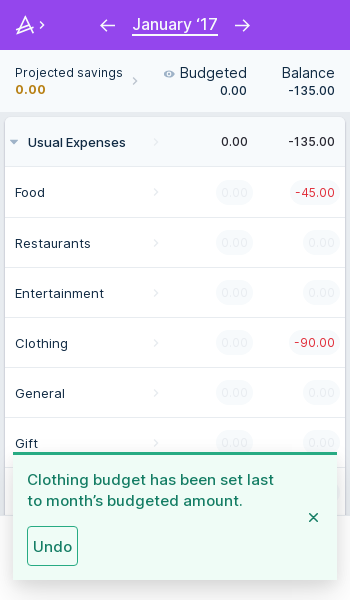 January ‘17
Projected savings
0.00
Budgeted
0.00
Balance
-135.00
Usual Expenses 0.00 -135.00
Food 0.00 -45.00
Restaurants 0.00 0.00
Entertainment 0.00 0.00
Clothing 0.00 -90.00
General 0.00 0.00
Gift 0.00 0.00
Clothing budget has been set last
to month’s budgeted amount.
Undo